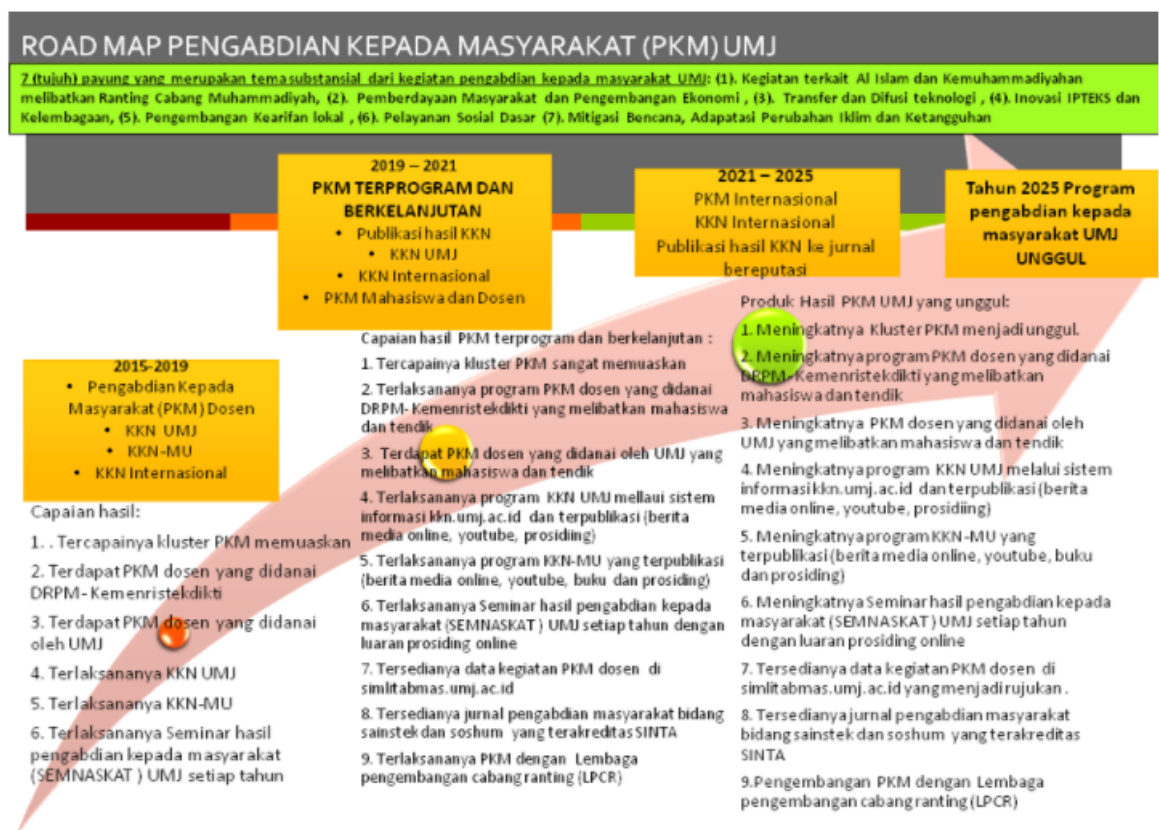 ROAD MAP PENGABDIAN KEPADA MASYARAKAT (PKM) UMJ
7 (tujuh) payung yang merupakan tema substansial dari kegiatan pengabdian kepada masyarakat UMJ: (1). Kegiatan terkait Al Islam dan Kemuhammadiyahan
melibatkan Ranting Cabang Muhammadiyah, (2). Pemberdayaan Masyarakat dan Pengembangan Ekonomi , (3). Transfer dan Difusi teknologi , (4). Inovasi IPTEKS dan
Kelembagaan, (5). Pengembangan Kearifan lokal , (6). Pelayanan Sosial Dasar (7). Mitigasi Bencana, Adapatasi Perubahan Iklim dan Ketangguhan
2015-2019
• Pengabdian Kepada
Masyarakat (PKM) Dosen
• KKN UMJ
• KKN-MU
• KKN Internasional
Capaian hasil:
1. . Tercapainya kluster PKM memuaskan
2. Terdapat PKM dosen yang didanai
DRPM- Kemenristekdikti
3. Terdapat PKM dosen yang didanai
oleh UMJ
4. Terlaksananya KKN UMJ
5. Terlaksananya KKN-MU
6. Terlaksananya Seminar hasil
pengabdian kepada masyarakat
(SEMNASKAT ) UMJ setiap tahun
2019 – 2021
PKM TERPROGRAM DAN
BERKELANJUTAN
• Publikasi hasil KKN
• KKN UMJ
• KKN Internasional
• PKM Mahasiswa dan Dosen
Capaian hasil PKM terprogram dan berkelanjutan :
1. Tercapainya kluster PKM sangat memuaskan
2. Terlaksananya program PKM dosen yang didanai
DRPM- Kemenristekdikti yang melibatkan mahasiswa
dan tendik
3. Terdapat PKM dosen yang didanai oleh UMJ yang
melibatkan mahasiswa dan tendik
4. Terlaksananya program KKN UMJ mellaui sistem
informasi kkn.umj.ac.id dan terpublikasi (berita
media online, youtube, prosidiing)
5. Terlaksananya program KKN-MU yang terpublikasi
(berita media online, youtube, buku dan prosiding)
6. Terlaksananya Seminar hasil pengabdian kepada
masyarakat (SEMNASKAT ) UMJ setiap tahun dengan
luaran prosiding online
7. Tersedianya data kegiatan PKM dosen di
simlitabmas.umj.ac.id
8. Tersedianya jurnal pengabdian masyarakat bidang
sainstek dan soshum yang terakreditas SINTA
9. Terlaksananya PKM dengan Lembaga
pengembangan cabang ranting (LPCR)
2021 – 2025
PKM Internasional
KKN Internasional
Publikasi hasil KKN ke jurnal
bereputasi
Produk Hasil PKM UMJ yang unggul:
1. Meningkatnya Kluster PKM menjadi unggul.
2. Meningkatnya program PKM dosen yang didanai
DRPM- Kemenristekdikti yang melibatkan
mahasiswa dan tendik
3. Meningkatnya PKM dosen yang didanai oleh
UMJ yang melibatkan mahasiswa dan tendik
4. Meningkatnya program KKN UMJ melalui sistem
informasi kkn.umj.ac.id dan terpublikasi (berita
media online, youtube, prosidiing)
5. Meningkatnya program KKN-MU yang
terpublikasi (berita media online, youtube, buku
dan prosiding)
6. Meningkatnya Seminar hasil pengabdian kepada
masyarakat (SEMNASKAT ) UMJ setiap tahun
dengan luaran prosiding online
7. Tersedianya data kegiatan PKM dosen di
simlitabmas.umj.ac.id yang menjadi rujukan .
8. Tersedianya jurnal pengabdian masyarakat
bidang sainstek dan soshum yang terakreditas
SINTA
9.Pengembangan PKM dengan Lembaga
pengembangan cabang ranting (LPCR)
Tahun 2025 Program
pengabdian kepada
masyarakat UMJ
UNGGUL